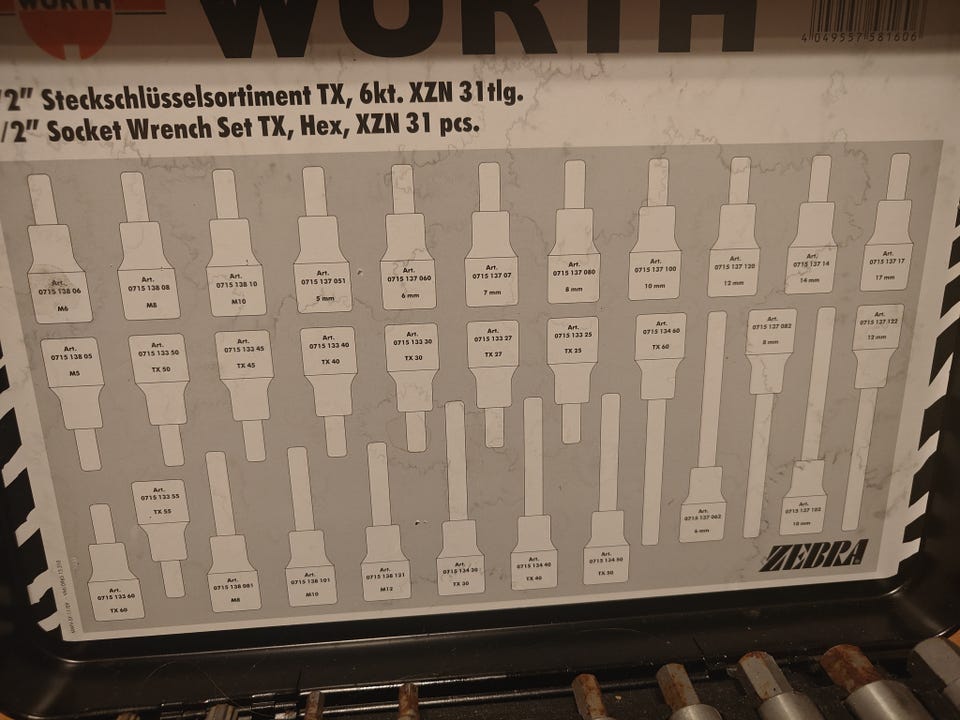 WÜRTH
WÜRTH
4 049557 581606
/2" Steckschlüsselsortiment TX, 6kt. XZN 31tlg.
/2" Socket Wrench Set TX, Hex, XZN 31 pcs.
Art.
0715 138 06
M6
Art.
0715 138 08
M8
Art.
0715 138 10
M10
Art.
0715 137 051
5 mm
Art.
0715 137 060
6 mm
Art.
0715 137 07
7 mm
Art.
0715 137 080
8 mm
Art.
0715 137 100
10 mm
Art.
0715 137 120
12 mm
Art.
0715 137 14
14 mm
Art.
0715 137 17
17 mm
Art.
0715 138 05
M5
Art.
0715 133 50
TX 50
Art.
0715 133 45
TX 45
Art.
0715 133 40
TX 40
Art.
0715 133 30
TX 30
Art.
0715 133 27
TX 27
Art.
0715 133 25
TX 25
Art.
0715 134 60
TX 60
Art.
0715 137 082
8 mm
Art.
0715 137 122
12 mm
Art.
0715 133 60
TX 60
Art.
0715 133 55
TX 55
Art.
0715 138 081
M8
Art.
0715 138 101
M10
Art.
0715 138 121
M12
Art.
0715 134 30
TX 30
Art.
0715 134 40
TX 40
Art.
0715 134 50
TX 50
Art.
0715 137 062
6 mm
Art.
0715 137 102
10 mm
ZEBRA